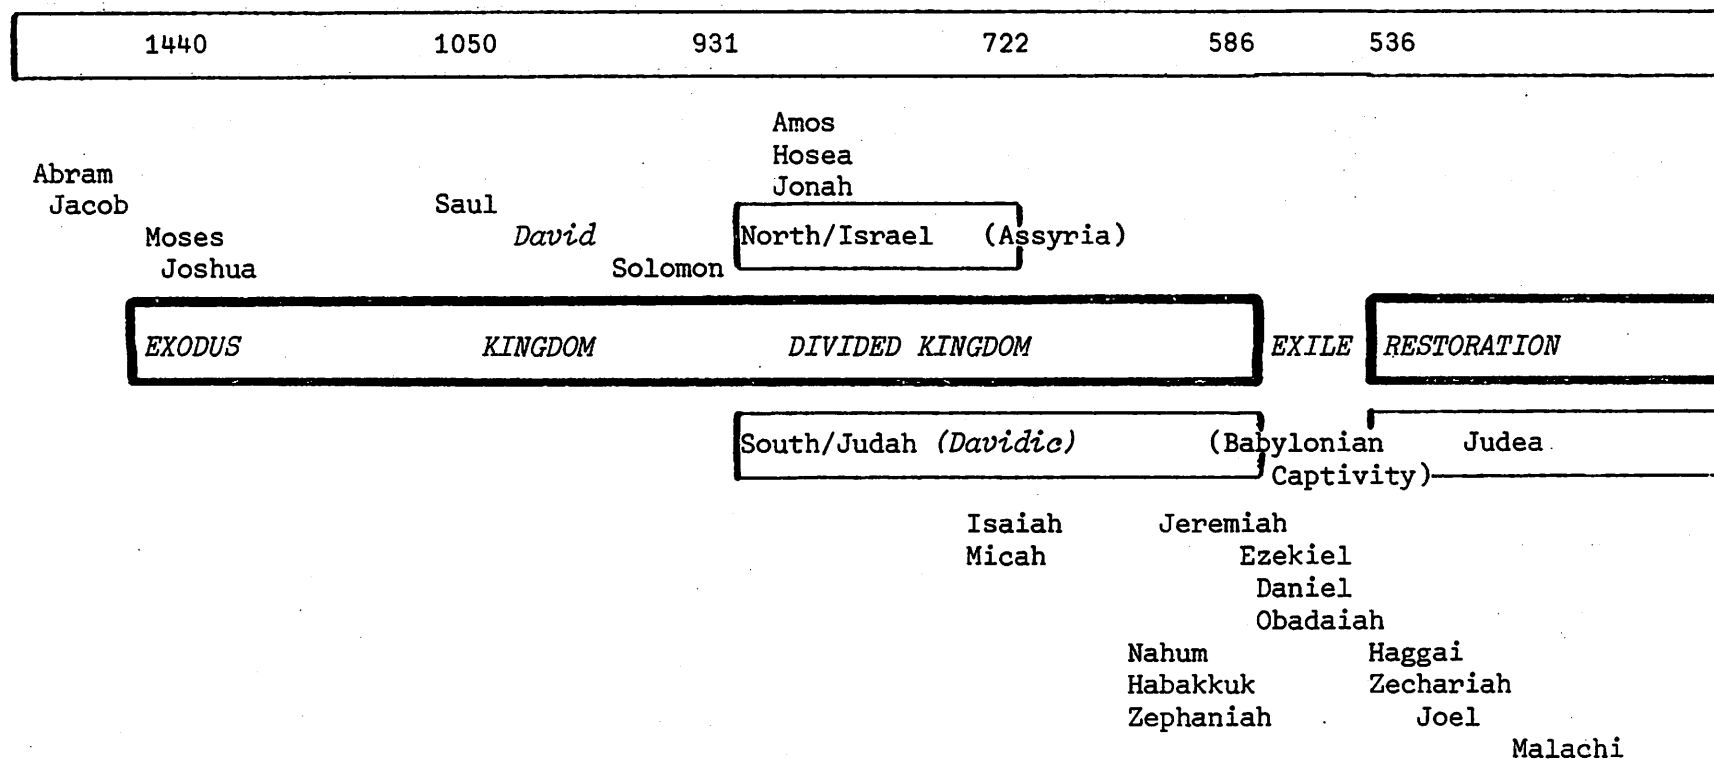 1440 1050 931 722 586 536
Amos
Hosea
Abram
Jonah
Jacob Saul
Moses David North/Israel (Assyria)
Joshua Solomon
EXODUS KINGDOM DIVIDED KINGDOM EXILE RESTORATION
South/Judah (Davidic) (Babylonian Judea
Captivity)
Isaiah Jeremiah
Micah Ezekiel
Daniel
Obadaiah
Nahum Haggai
Habakkuk Zechariah
Zephaniah Joel
Malachi